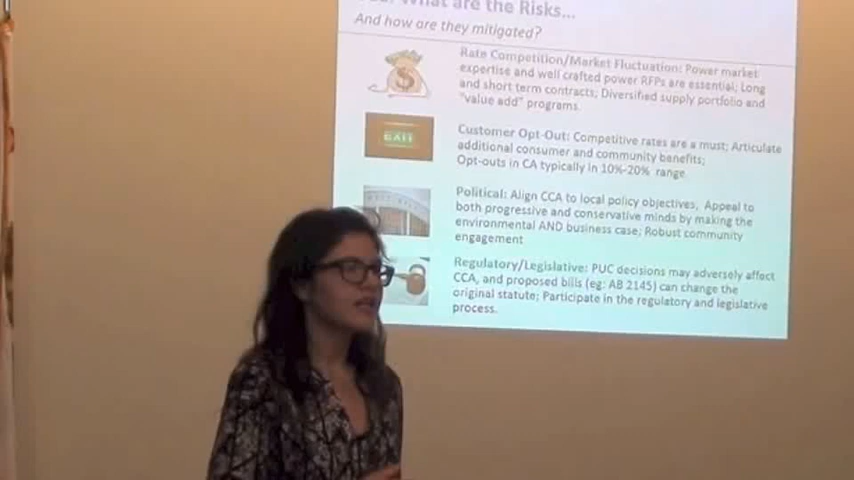 What are the Risks...
And how are they mitigated?
Rate Competition/Market Fluctuation: Power market
expertise and well crafted power RFPs are essential; Long
and short term contracts; Diversified supply portfolio and
"value add" programs.
EXIT
Customer Opt-Out: Competitive rates are a must; Articulate
additional consumer and community benefits;
Opt-outs in CA typically in 10%-20% range.
Political: Align CCA to local policy objectives, Appeal to
both progressive and conservative minds by making the
environmental AND business case; Robust community
engagement
Regulatory/Legislative: PUC decisions may adversely affect
CCA, and proposed bills (eg: AB 2145) can change the
original statute; Participate in the regulatory and legislative
process.